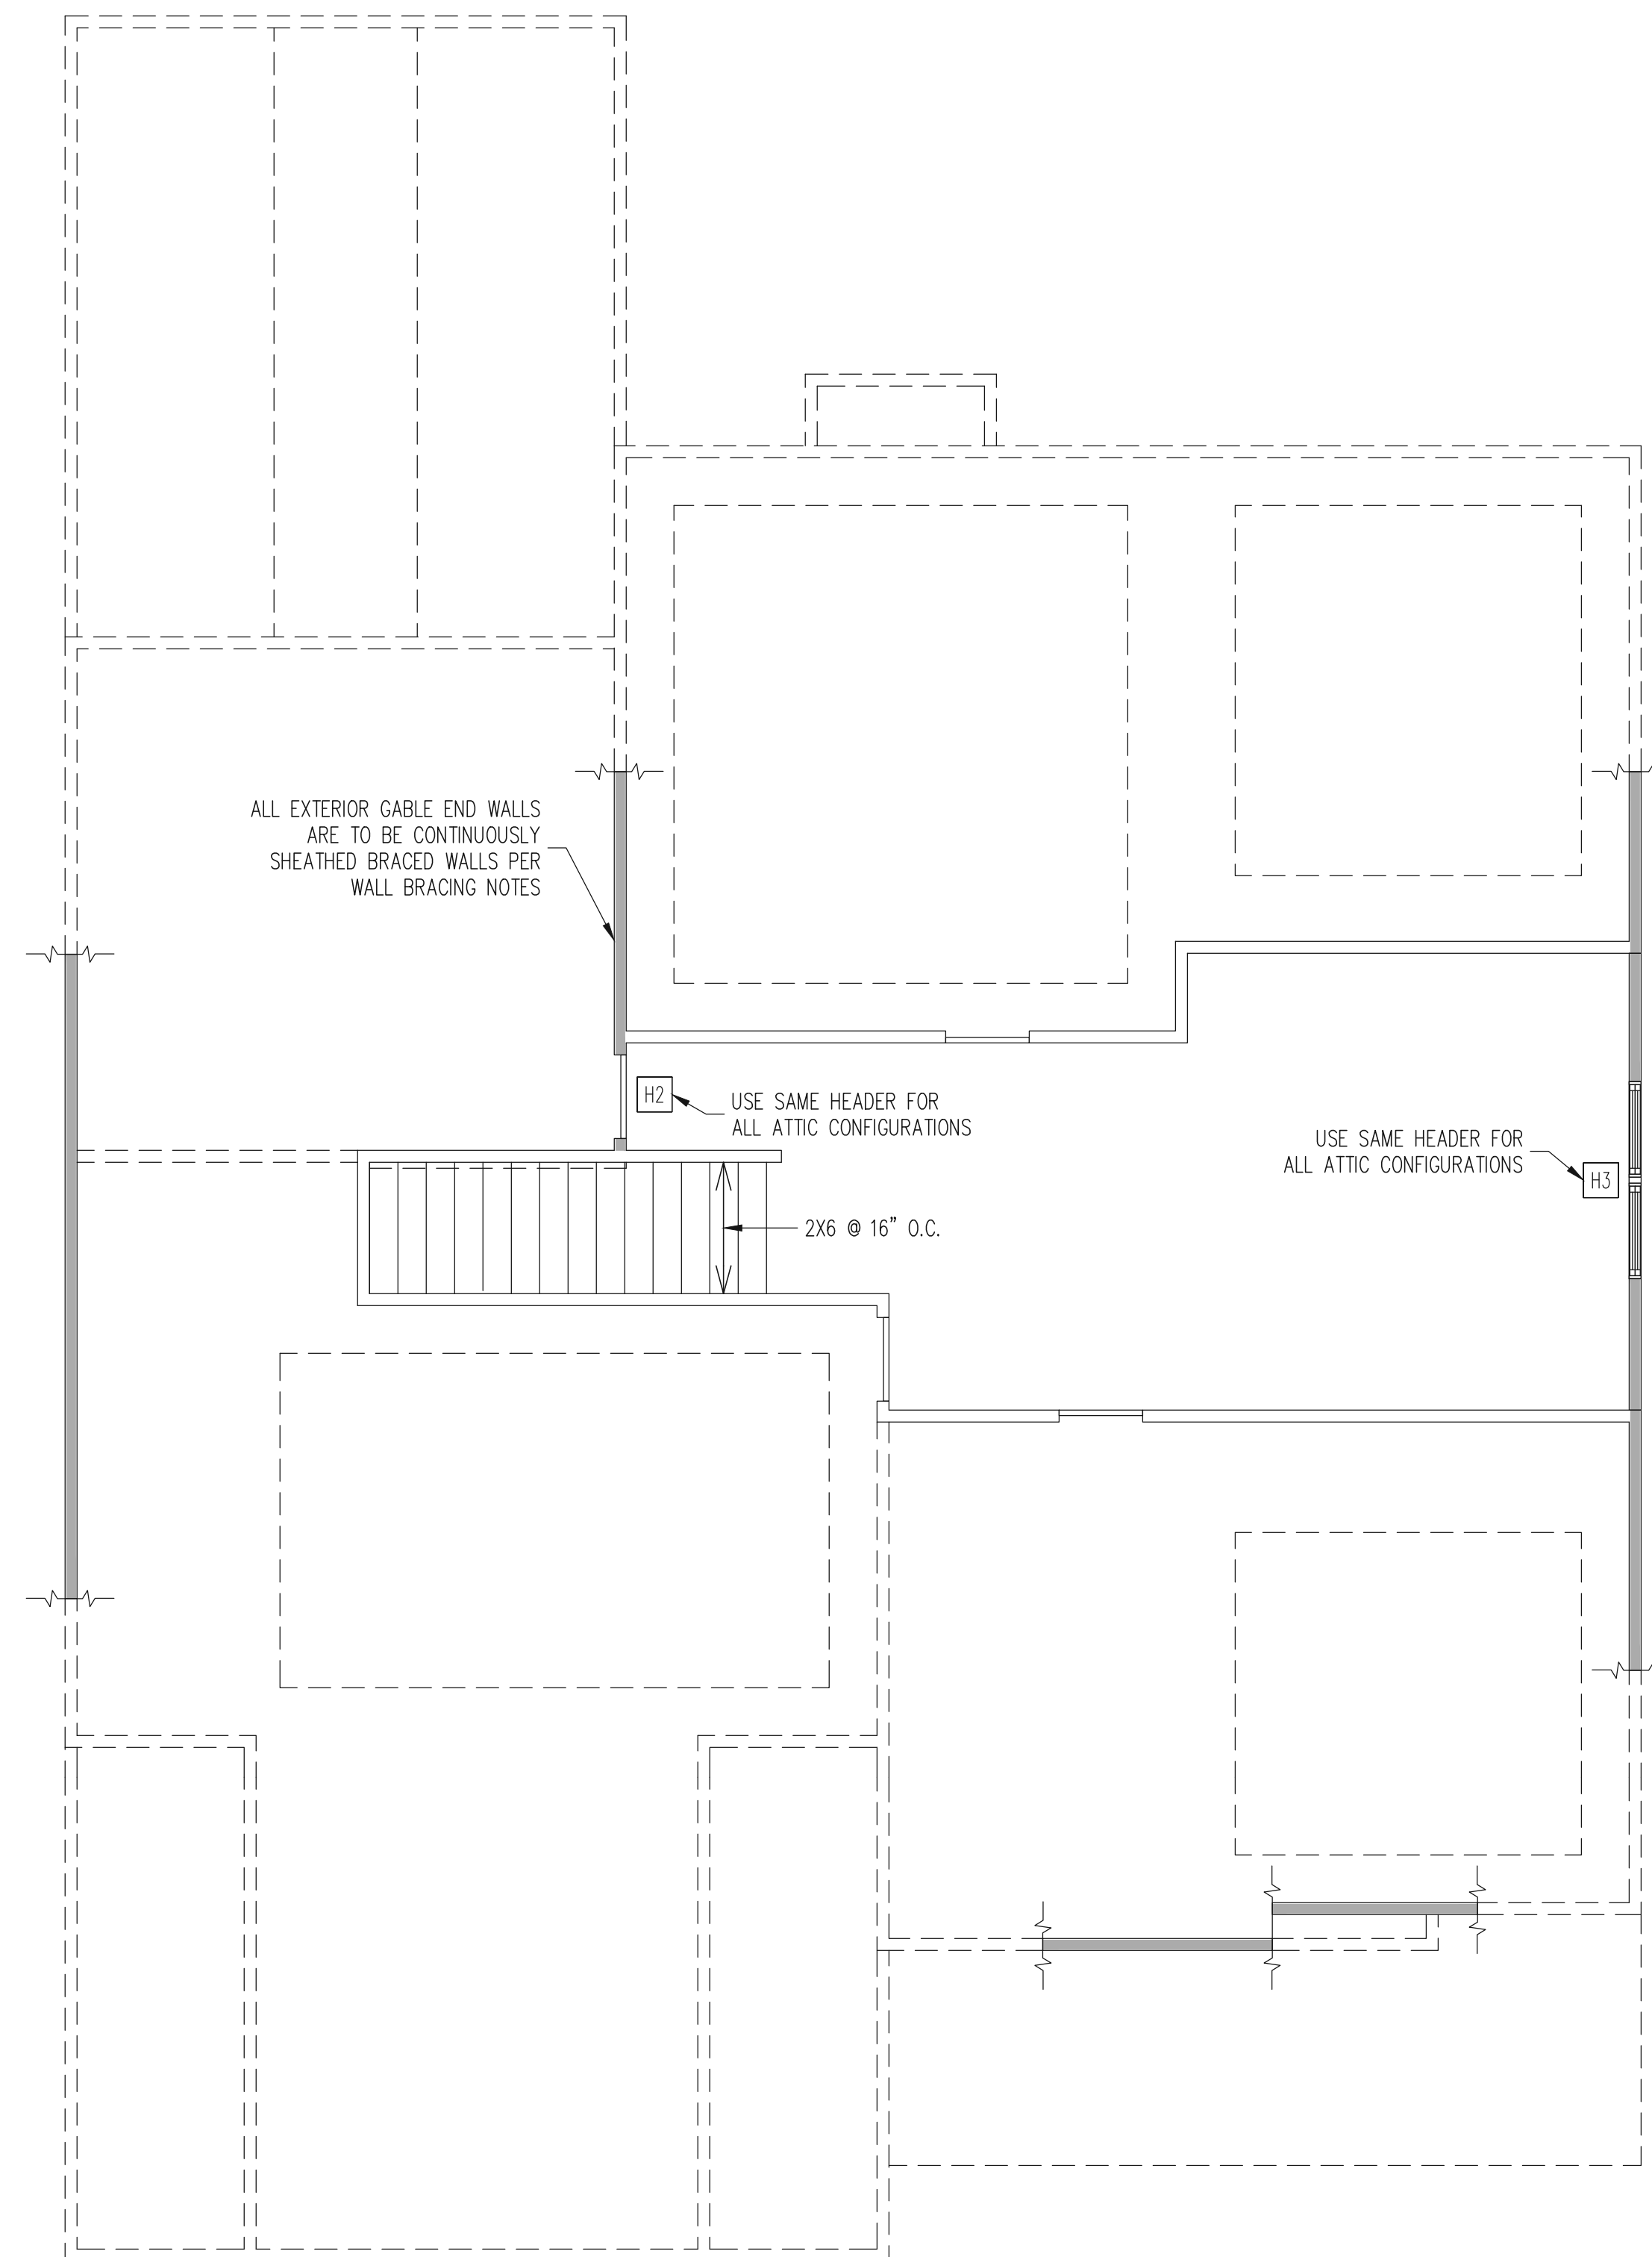 ALL EXTERIOR GABLE END WALLS
ARE TO BE CONTINUOUSLY
SHEATHED BRACED WALLS PER
WALL BRACING NOTES
H2
USE SAME HEADER FOR
ALL ATTIC CONFIGURATIONS
USE SAME HEADER FOR
ALL ATTIC CONFIGURATIONS
H3
2X6 @ 16" O.C.